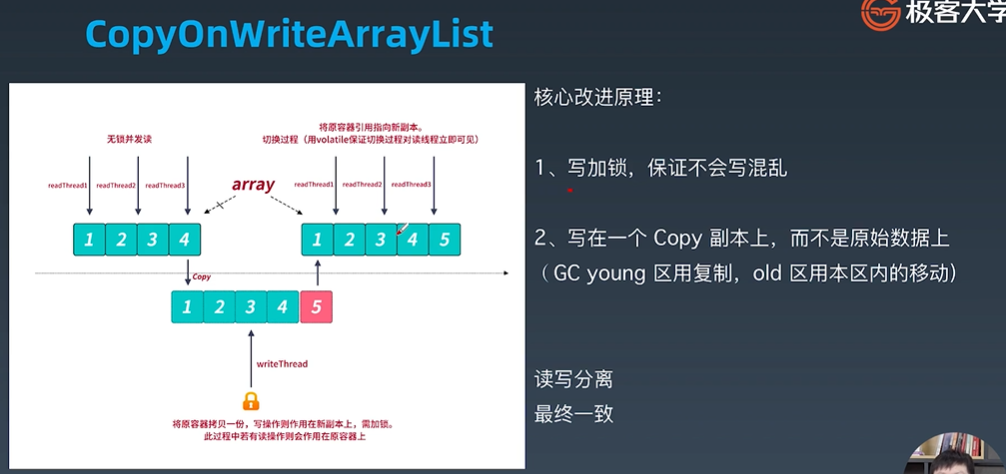 CopyOnWriteArrayList
极客大学
无锁并发读
将原容器引用指向新副本。
切换过程（用volatile保证切换过程对读线程立即可见）
readThread1 readThread2 readThread3
array
readThread1 readThread2 readThread3
1 2 3 4
1 2 3 4 5
Copy
1 2 3 4 5
writeThread
将原容器拷贝一份，写操作则作用在新副本上，需加锁。
此过程中若有读操作则会作用在原容器上
核心改进原理：
1、写加锁，保证不会写混乱
2、写在一个 Copy 副本上，而不是原始数据上
（GC young 区用复制，old 区用本区内的移动）
读写分离
最终一致